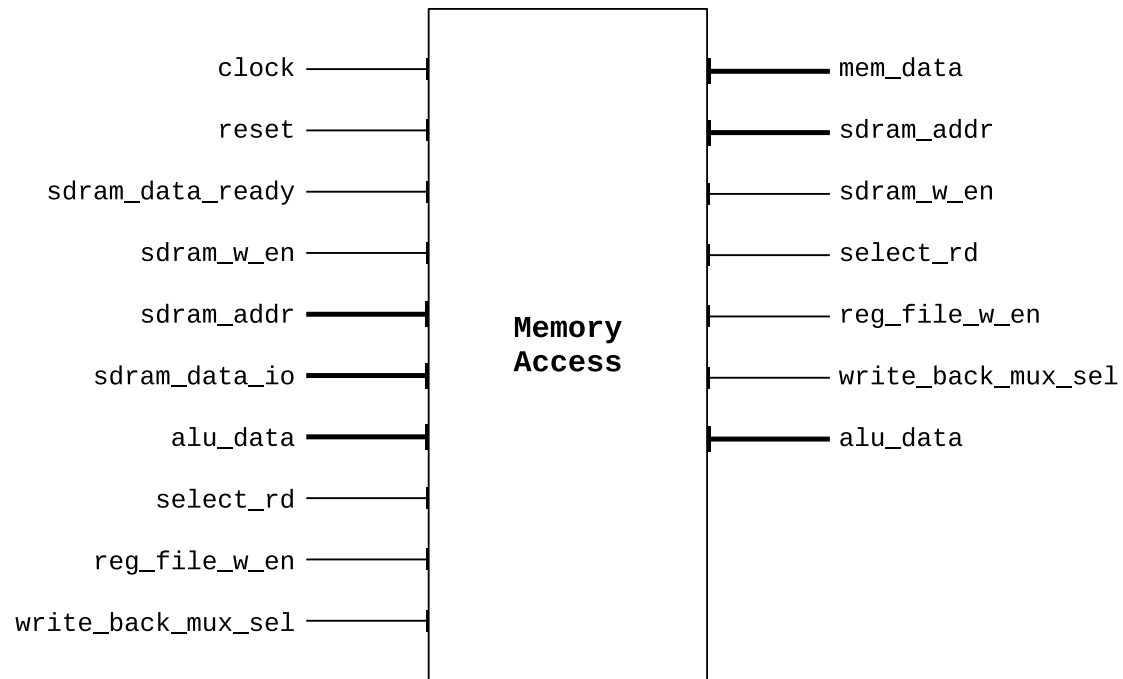 clock
reset
sdram_data_ready
sdram_w_en
sdram_addr
sdram_data_io
alu_data
select_rd
reg_file_w_en
write_back_mux_sel
Memory
Access
mem_data
sdram_addr
sdram_w_en
select_rd
reg_file_w_en
write_back_mux_sel
alu_data